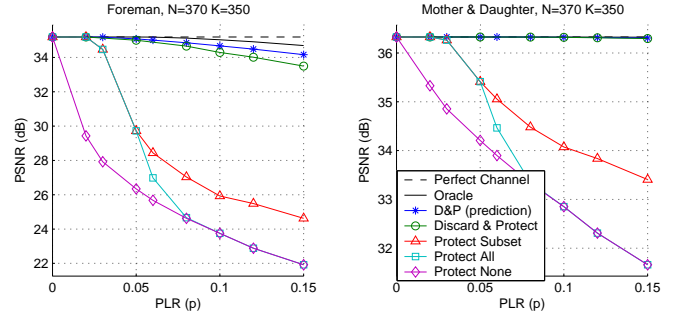 Foreman, N=370 K=350
PSNR (dB)
34
32
30
28
26
24
22
0
0.05
0.1
0.15
PLR (p)
Mother & Daughter, N=370 K=350
PSNR (dB)
36
35
34
33
32
0
0.05
0.1
0.15
PLR (p)
Perfect Channel
Oracle
D&P (prediction)
Discard & Protect
Protect Subset
Protect All
Protect None